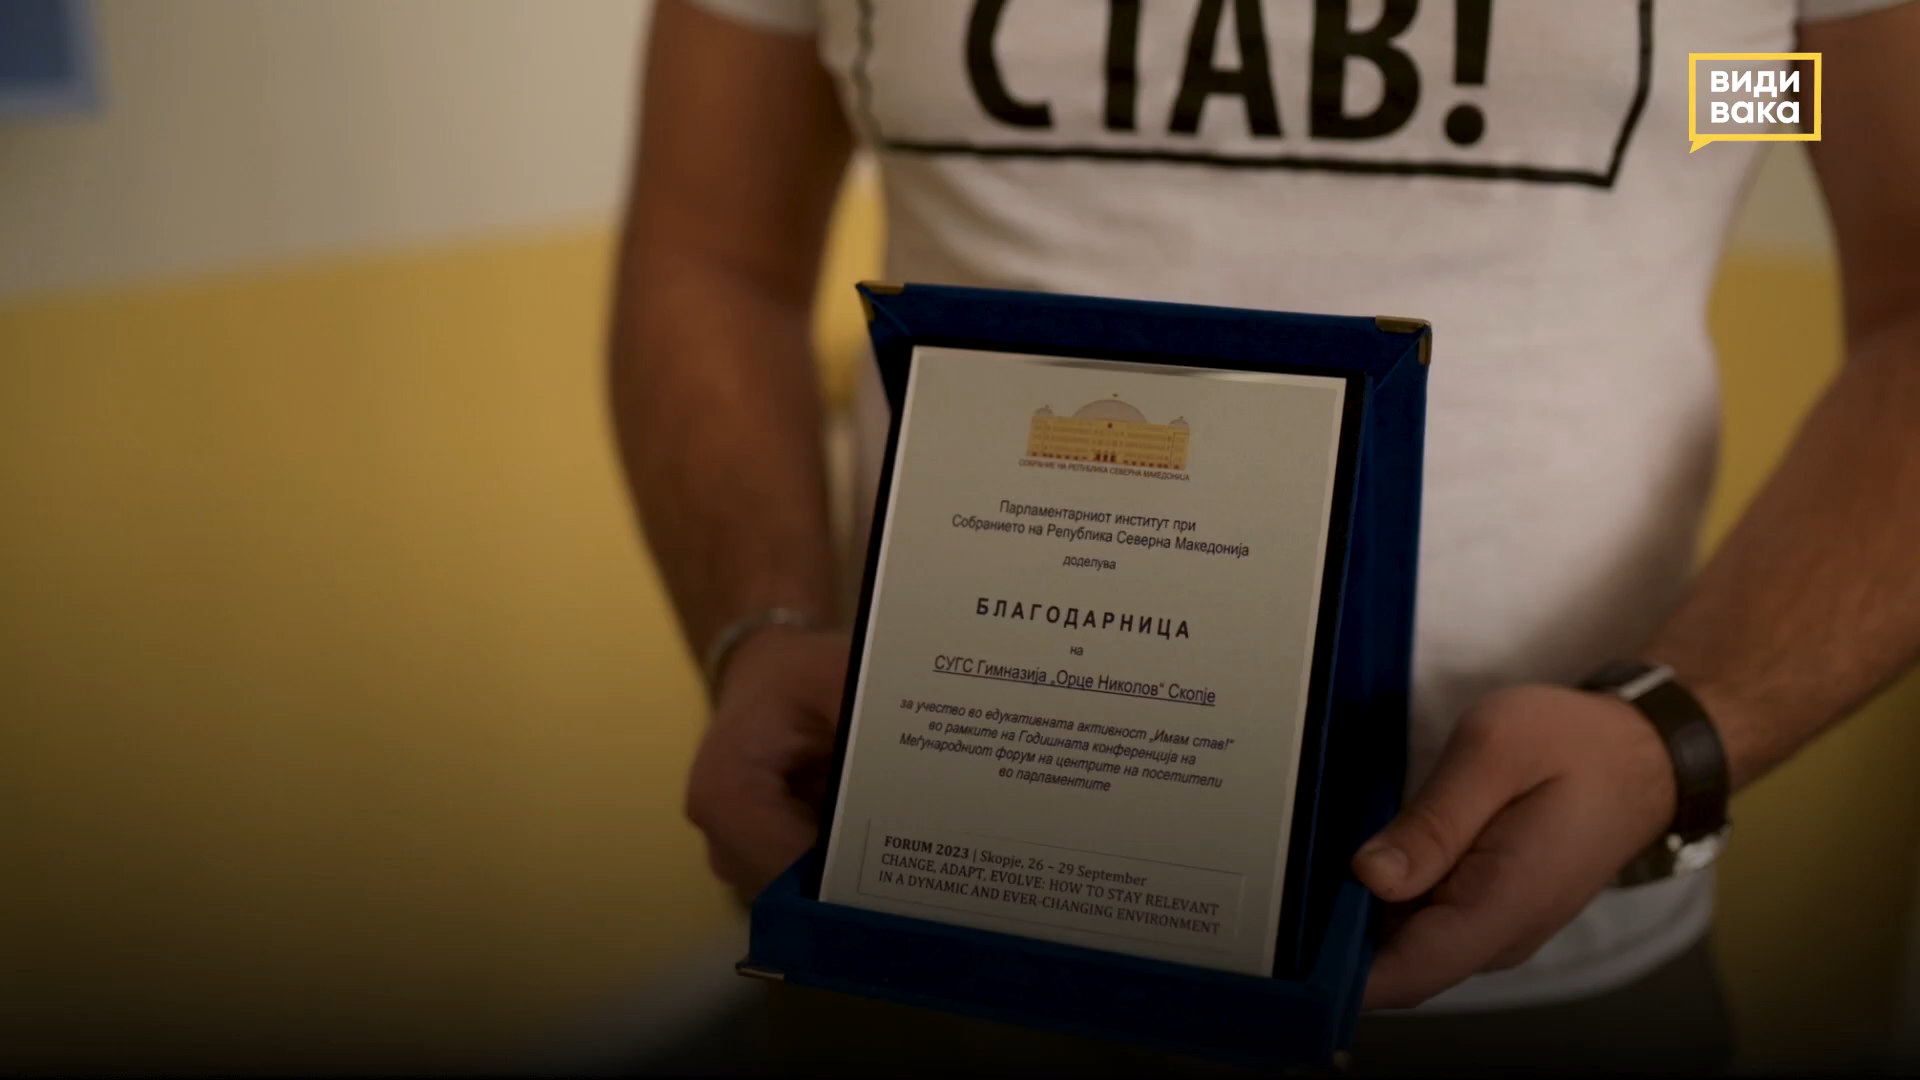 СТАВ!
види
вака
СОБРАНИЕ НА РЕПУБЛИКА СЕВЕРНА МАКЕДОНИЈА
Парламентарниот институт при
Собранието на Република Северна Македонија
доделува
БЛАГОДАРНИЦА
на
СУГС Гимназија „Орце Николов“ Скопје
за учество во едукативната активност „Имам став!“
во рамките на Годишната конференција на
Меѓународниот форум на центрите на посетители
во парламентите
FORUM 2023 | Skopje, 26 – 29 September
CHANGE, ADAPT, EVOLVE: HOW TO STAY RELEVANT
IN A DYNAMIC AND EVER-CHANGING ENVIRONMENT